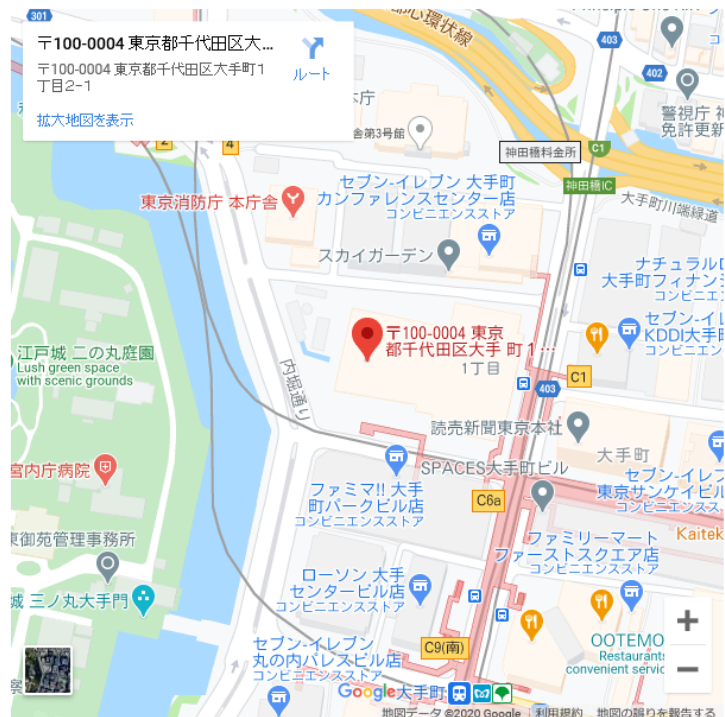 301
〒100-0004 東京都千代田区大...
〒100-0004 東京都千代田区大手町1
丁目2−1
ルート
拡大地図を表示
都心環状線
403
402
警視庁 神
免許更新
2
4
舎第3号館
神田橋料金所
C1
神田橋IC
大手町川端緑道
東京消防庁 本庁舎
セブン-イレブン 大手町
カンファレンスセンター店
コンビニエンスストア
スカイガーデン
ナチュラルロ
大手町フィナンシ
コンビニエン
〒100-0004 東京
都千代田区大手 町 1 …
1丁目
セブン-イレ
KDDI大手町
コンビニエン
江戸城 二の丸庭園
Lush green space
with scenic grounds
内堀通り
C1
403
読売新聞東京本社
大手町
宮内庁病院
SPACES大手町ビル
ファミマ!! 大手
町パークビル店
コンビニエンスストア
C6a
セブン-イレブ
東京サンケイビル
コンビニエンスス
東御苑管理事務所
ファミリーマート
ファーストスクエア店
コンビニエンスストア
Kaitek
ローソン 大手
センタービル店
コンビニエンスストア
城 三ノ丸大手門
OOTEMO
Restaurants
convenient servic
C9(南)
セブン-イレブン
丸の内パレスビル店
コンビニエンスストア
Google
大手町
地図データ ©2020 Google
利用規約
地図の誤りを報告する